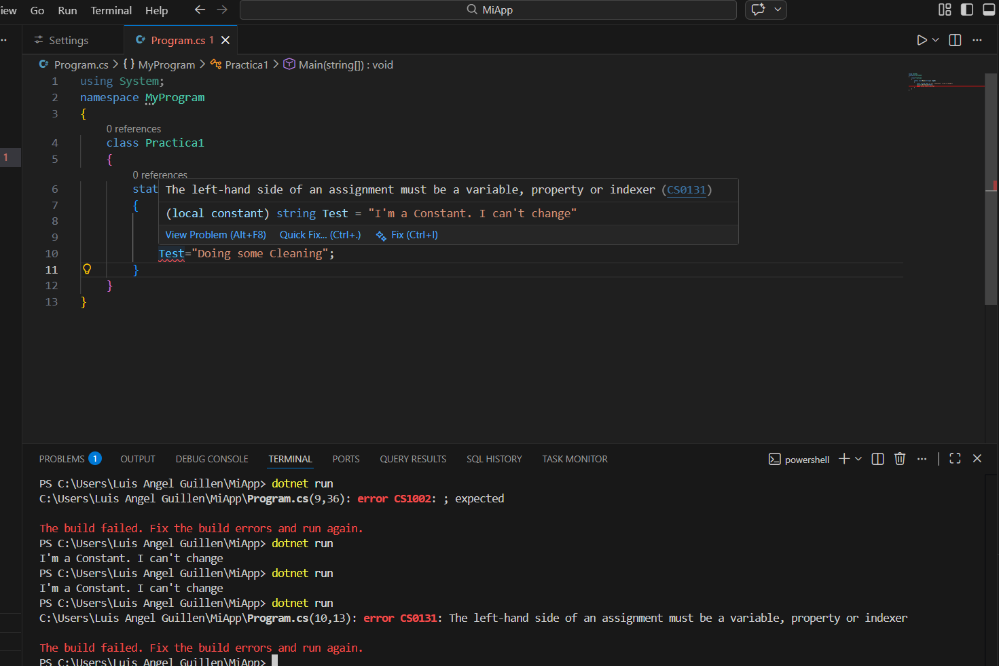 iew Go Run Terminal Help MiApp
Settings Program.cs 1
Program.cs > { } MyProgram > Practica1 > Main(string[]) : void
1 using System;
2 namespace MyProgram
3 {
0 references
4 class Practica1
1
5 {
0 references
6 stat
The left-hand side of an assignment must be a variable, property or indexer (CS0131)
7 {
(local constant) string Test = "I'm a Constant. I can't change"
8
9
View Problem (Alt+F8) Quick Fix... (Ctrl+.) Fix (Ctrl+I)
10 Test="Doing some Cleaning";
11 }
12 }
13 }
PROBLEMS 1 OUTPUT DEBUG CONSOLE TERMINAL PORTS QUERY RESULTS SQL HISTORY TASK MONITOR powershell
PS C:\Users\Luis Angel Guillen\MiApp> dotnet run
C:\Users\Luis Angel Guillen\MiApp\Program.cs(9,36): error CS1002: ; expected
The build failed. Fix the build errors and run again.
PS C:\Users\Luis Angel Guillen\MiApp> dotnet run
I'm a Constant. I can't change
PS C:\Users\Luis Angel Guillen\MiApp> dotnet run
I'm a Constant. I can't change
PS C:\Users\Luis Angel Guillen\MiApp> dotnet run
C:\Users\Luis Angel Guillen\MiApp\Program.cs(10,13): error CS0131: The left-hand side of an assignment must be a variable, property or indexer
The build failed. Fix the build errors and run again.
PS C:\Users\Luis Angel Guillen\MiApp>